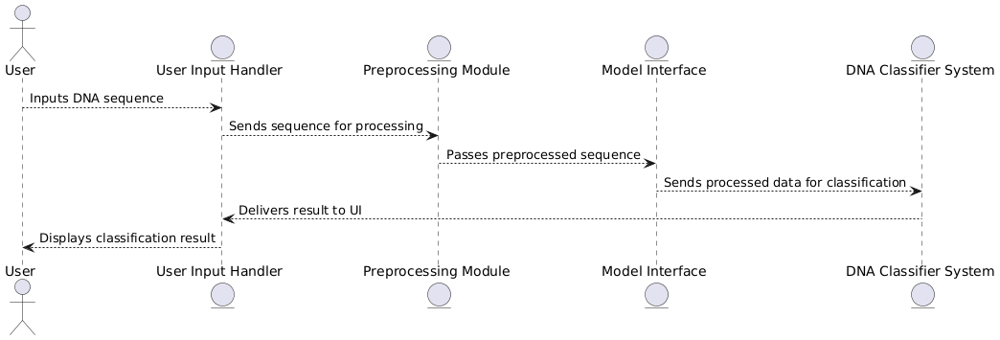 User
User Input Handler
Preprocessing Module
Model Interface
DNA Classifier System
Inputs DNA sequence
Sends sequence for processing
Passes preprocessed sequence
Sends processed data for classification
Delivers result to UI
Displays classification result
User
User Input Handler
Preprocessing Module
Model Interface
DNA Classifier System